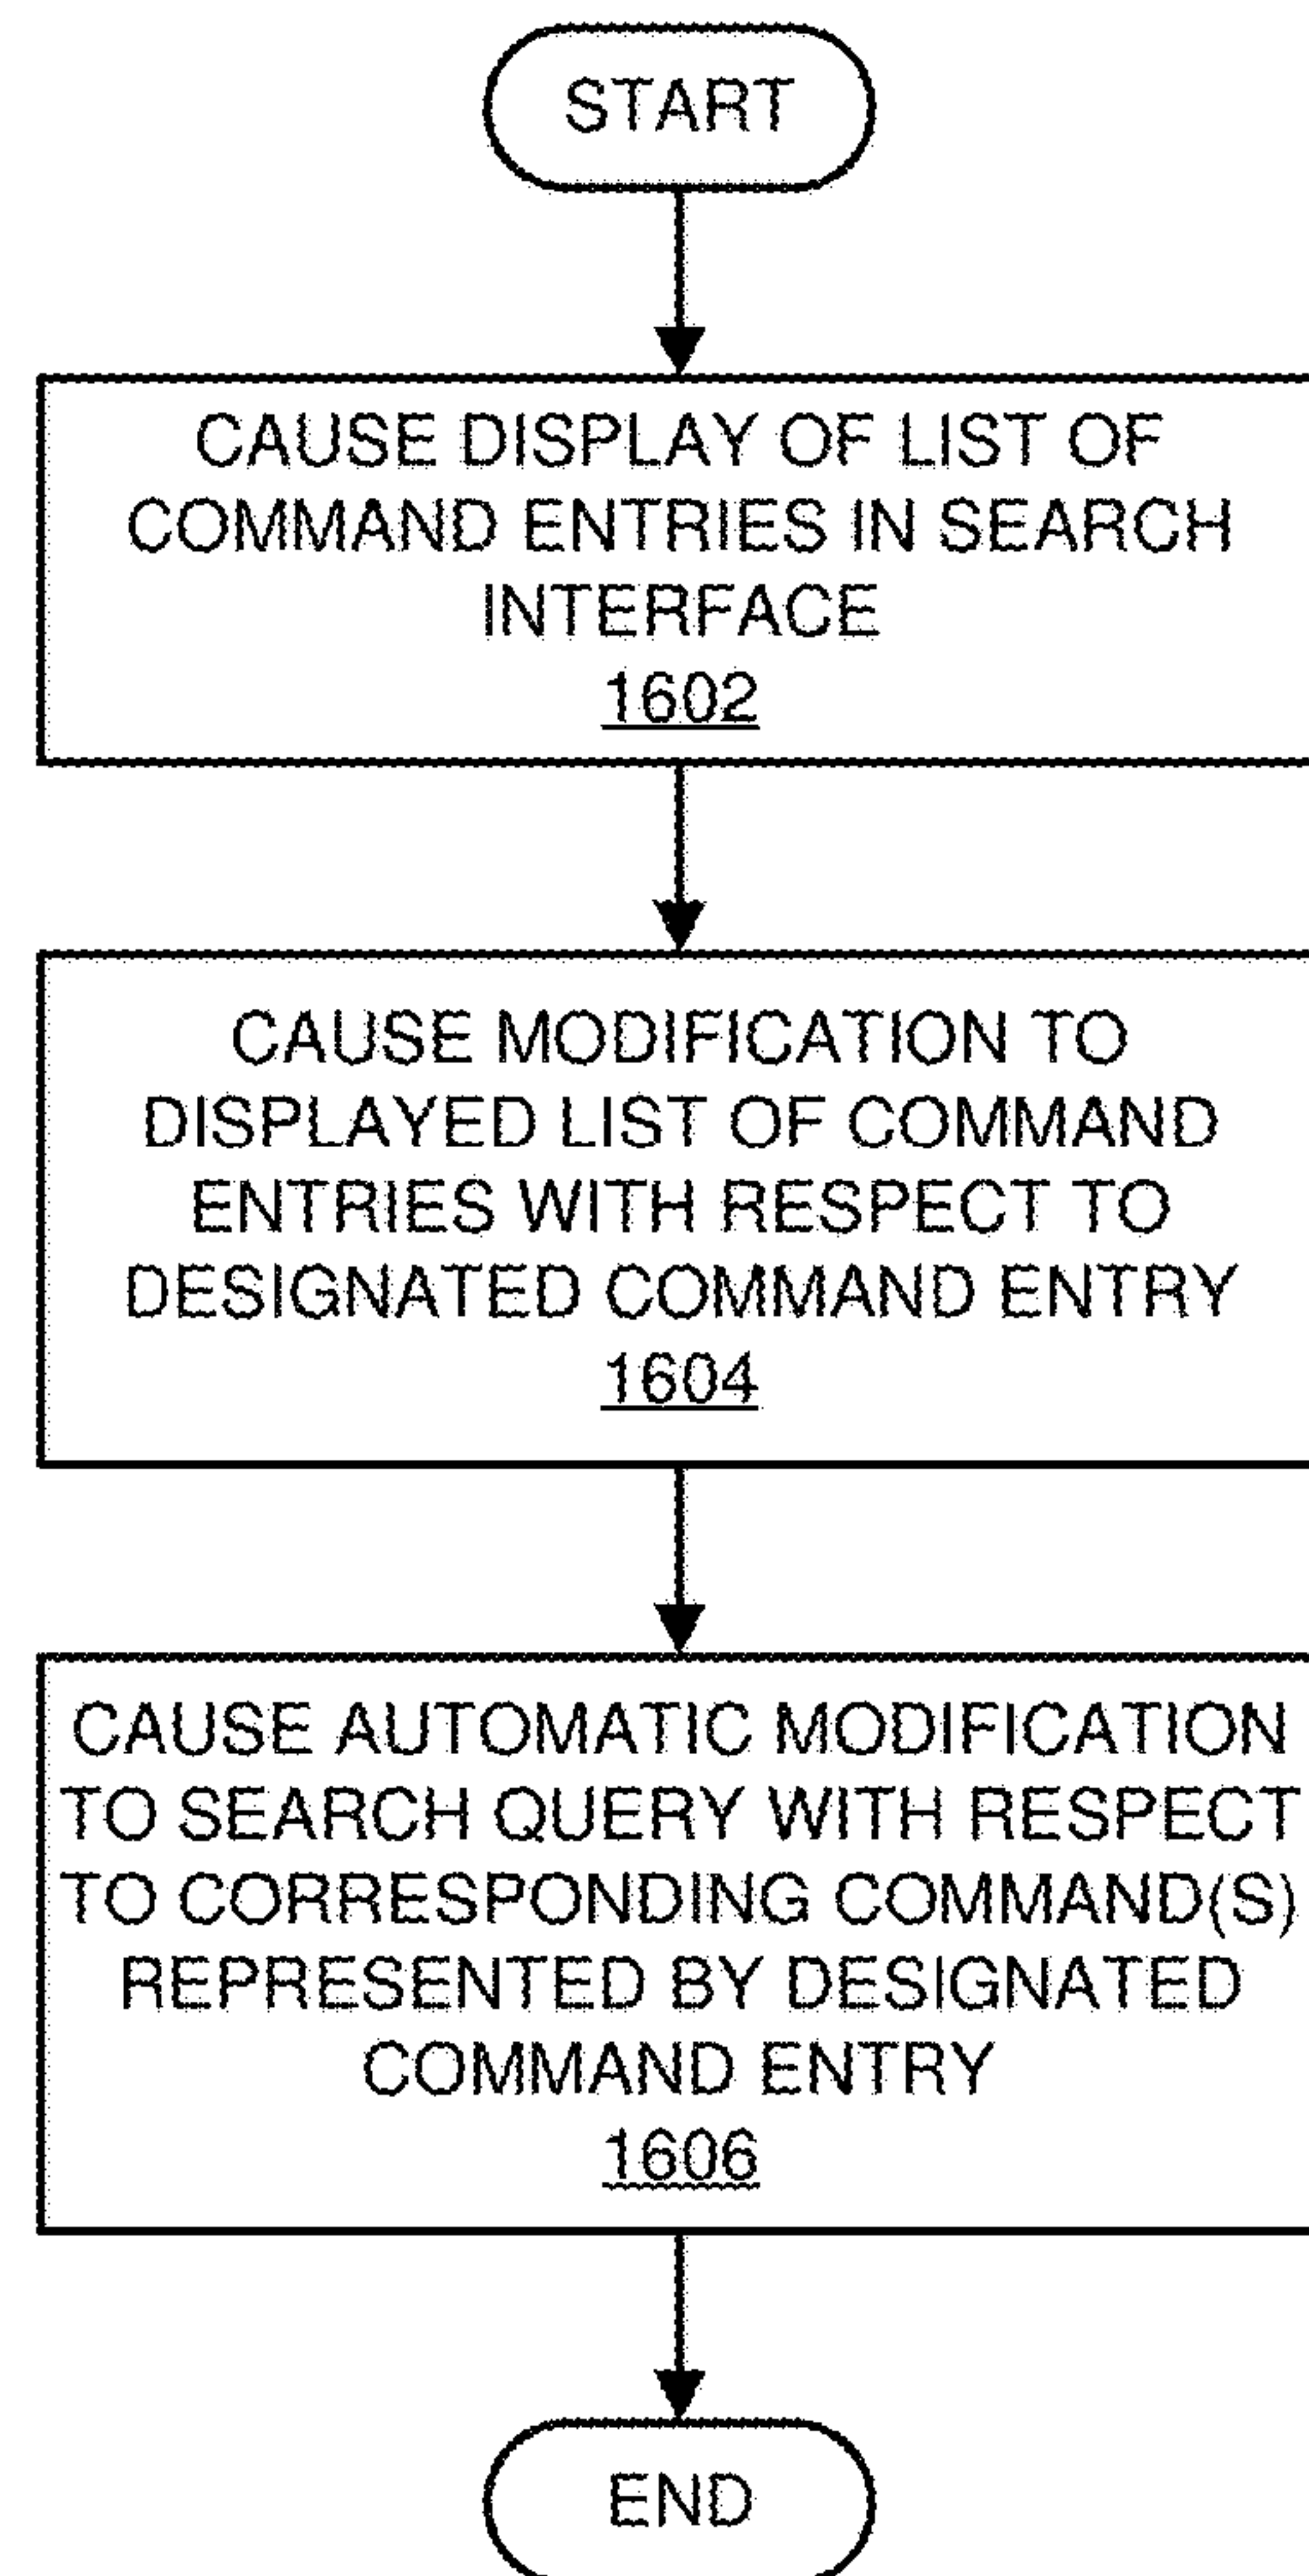 START
CAUSE DISPLAY OF LIST OF
COMMAND ENTRIES IN SEARCH
INTERFACE
1602
CAUSE MODIFICATION TO
DISPLAYED LIST OF COMMAND
ENTRIES WITH RESPECT TO
DESIGNATED COMMAND ENTRY
1604
CAUSE AUTOMATIC MODIFICATION
TO SEARCH QUERY WITH RESPECT
TO CORRESPONDING COMMAND(S)
REPRESENTED BY DESIGNATED
COMMAND ENTRY
1606
END